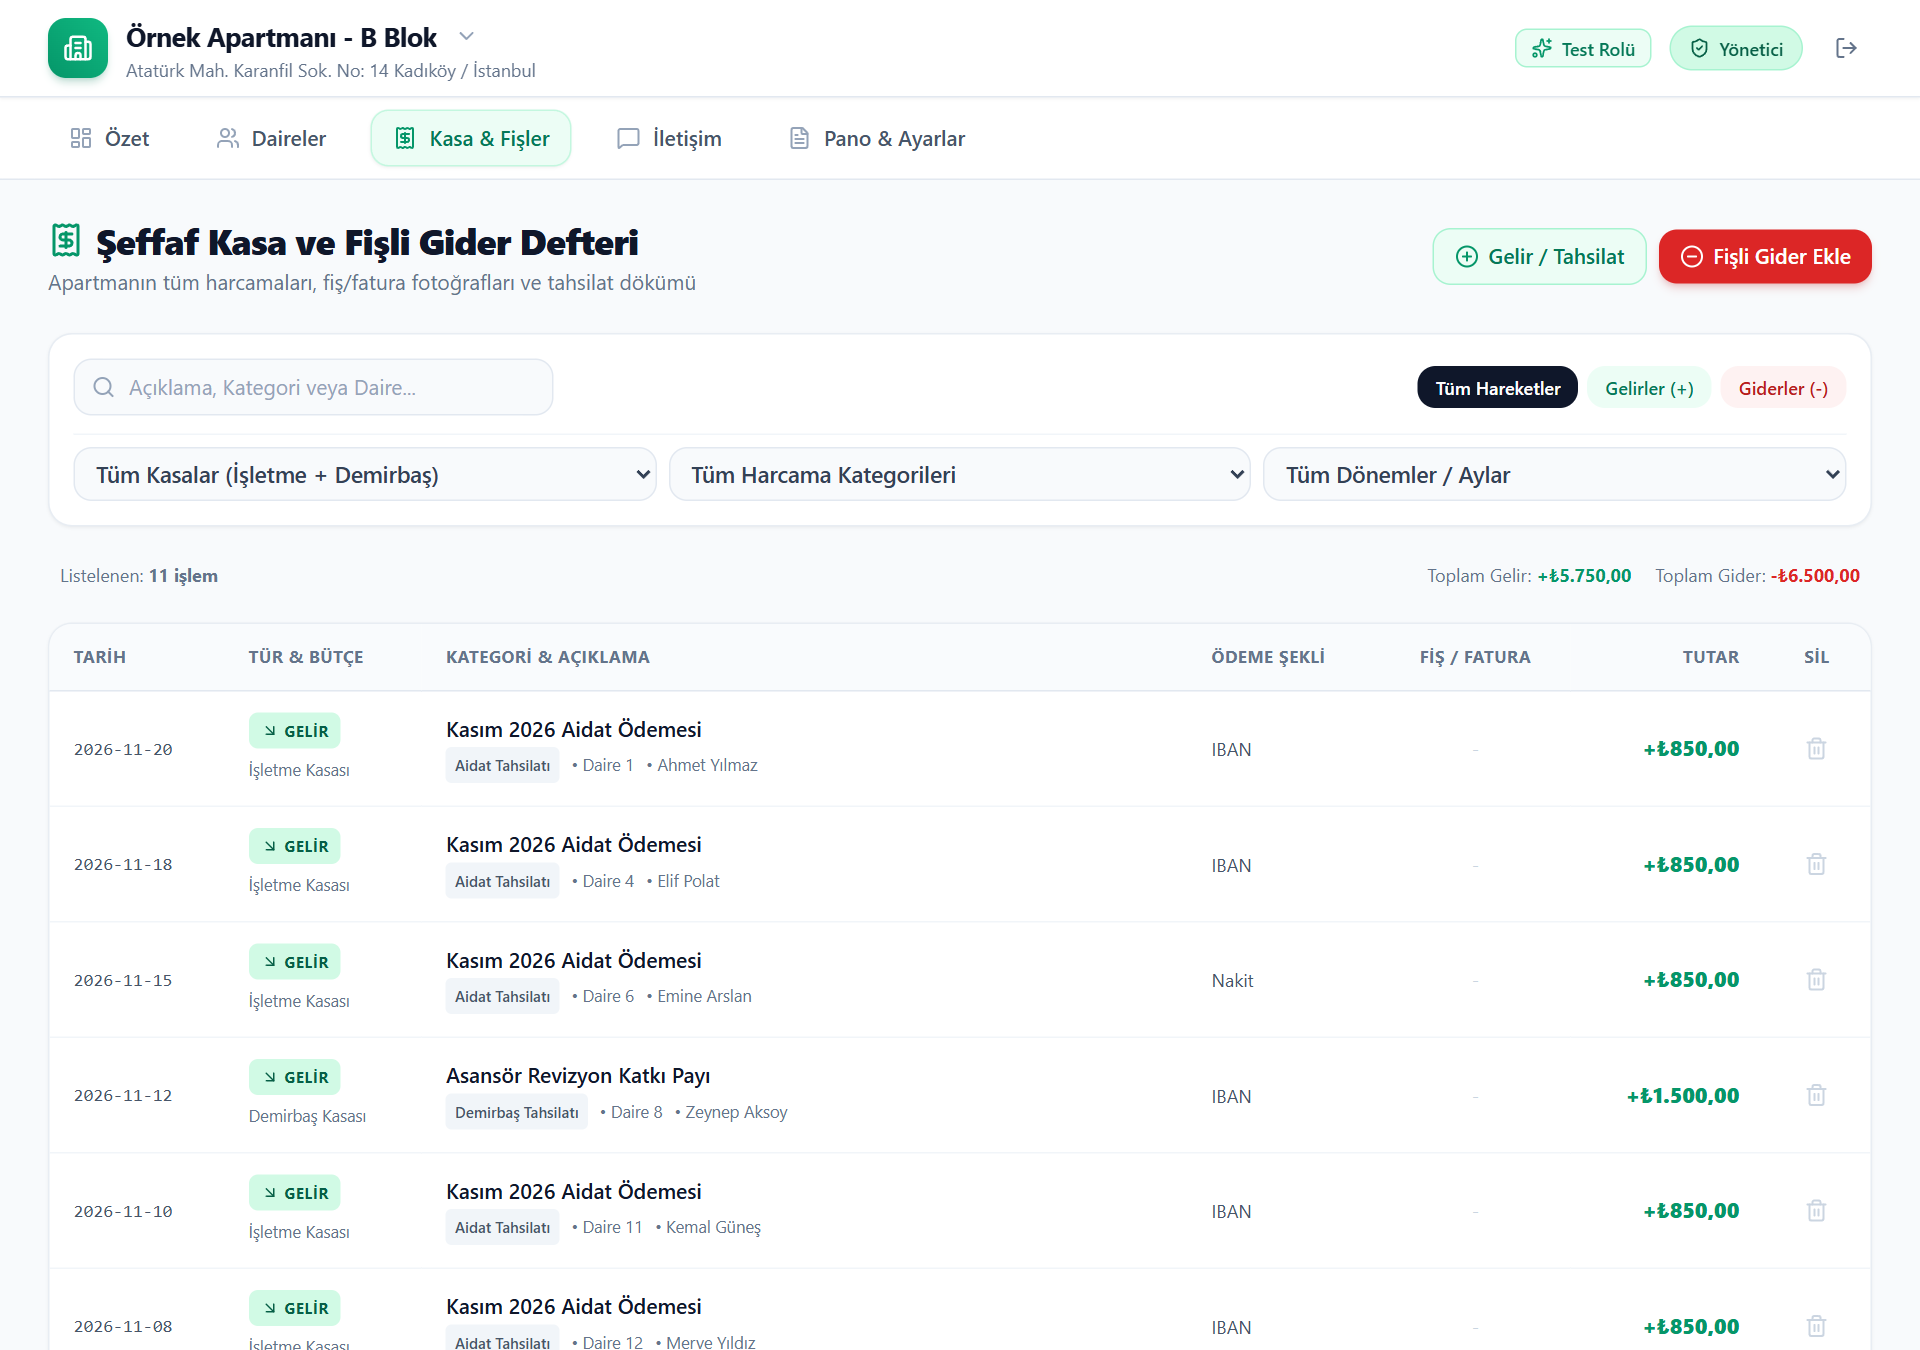 Örnek Apartmanı - B Blok
Atatürk Mah. Karanfil Sok. No: 14 Kadıköy / İstanbul
Test Rolü
Yönetici
Özet
Daireler
Kasa & Fişler
İletişim
Pano & Ayarlar
Şeffaf Kasa ve Fişli Gider Defteri
Apartmanın tüm harcamaları, fiş/fatura fotoğrafları ve tahsilat dökümü
Gelir / Tahsilat
Fişli Gider Ekle
Açıklama, Kategori veya Daire...
Tüm Hareketler
Gelirler (+)
Giderler (-)
Tüm Kasalar (İşletme + Demirbaş)
Tüm Harcama Kategorileri
Tüm Dönemler / Aylar
Listelenen: 11 işlem
Toplam Gelir: +₺5.750,00 Toplam Gider: -₺6.500,00
TARİH TÜR & BÜTÇE KATEGORİ & AÇIKLAMA ÖDEME ŞEKLİ FİŞ / FATURA TUTAR SİL
2026-11-20
GELİR
İşletme Kasası
Kasım 2026 Aidat Ödemesi
Aidat Tahsilatı • Daire 1 • Ahmet Yılmaz
IBAN
-
+₺850,00
2026-11-18
GELİR
İşletme Kasası
Kasım 2026 Aidat Ödemesi
Aidat Tahsilatı • Daire 4 • Elif Polat
IBAN
-
+₺850,00
2026-11-15
GELİR
İşletme Kasası
Kasım 2026 Aidat Ödemesi
Aidat Tahsilatı • Daire 6 • Emine Arslan
Nakit
-
+₺850,00
2026-11-12
GELİR
Demirbaş Kasası
Asansör Revizyon Katkı Payı
Demirbaş Tahsilatı • Daire 8 • Zeynep Aksoy
IBAN
-
+₺1.500,00
2026-11-10
GELİR
İşletme Kasası
Kasım 2026 Aidat Ödemesi
Aidat Tahsilatı • Daire 11 • Kemal Güneş
IBAN
-
+₺850,00
2026-11-08
GELİR
İşletme Kasası
Kasım 2026 Aidat Ödemesi
Aidat Tahsilatı • Daire 12 • Merve Yıldız
IBAN
-
+₺850,00